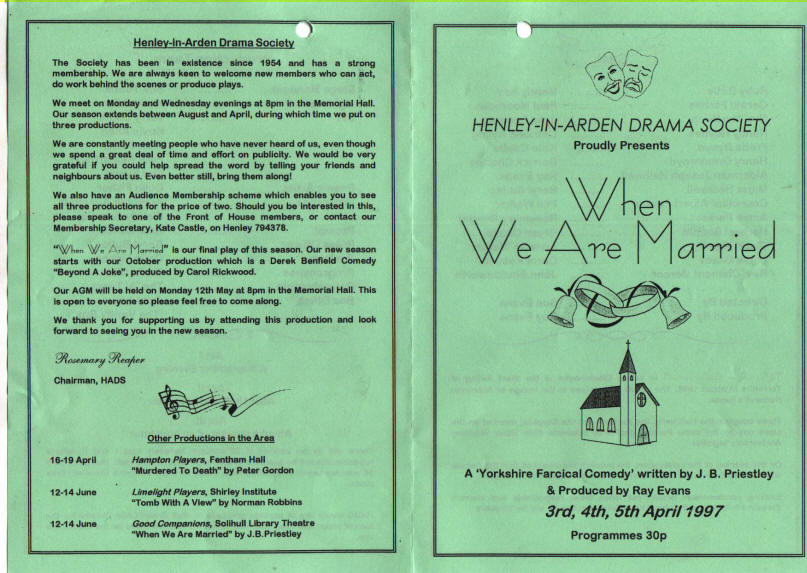 Henley-In-Arden Drama Society
The Society has been in existence since 1954 and has a strong
membership. We are always keen to welcome new members who can act,
do work behind the scenes or produce plays.
We meet on Monday and Wednesday evenings at 8pm in the Memorial Hall.
Our season extends between August and April, during which time we put on
three productions.
We are constantly meeting people who have never heard of us, even though
we spend a great deal of time and effort on publicity. We would be very
grateful if you could help spread the word by telling your friends and
neighbours about us. Even better still, bring them along!
We also have an Audience Membership scheme which enables you to see
all three productions for the price of two. Should you be interested in this,
please speak to one of the Front of House members, or contact our
Membership Secretary, Kate Castle, on Henley 794378.
"When We Are Married" is our final play of this season. Our new season
starts with our October production which is a Derek Benfield Comedy
"Beyond A Joke", produced by Carol Rickwood.
Our AGM will be held on Monday 12th May at 8pm in the Memorial Hall. This
is open to everyone so please feel free to come along.
We thank you for supporting us by attending this production and look
forward to seeing you in the new season.
Rosemary Reaper
Chairman, HADS
Other Productions in the Area
16-19 April Hampton Players, Fentham Hall
"Murdered To Death" by Peter Gordon
12-14 June Limelight Players, Shirley Institute
"Tomb With A View" by Norman Robbins
12-14 June Good Companions, Solihull Library Theatre
"When We Are Married" by J.B.Priestley
HENLEY-IN-ARDEN DRAMA SOCIETY
Proudly Presents
When
We Are Married
A 'Yorkshire Farcical Comedy' written by J. B. Priestley
& Produced by Ray Evans
3rd, 4th, 5th April 1997
Programmes 30p